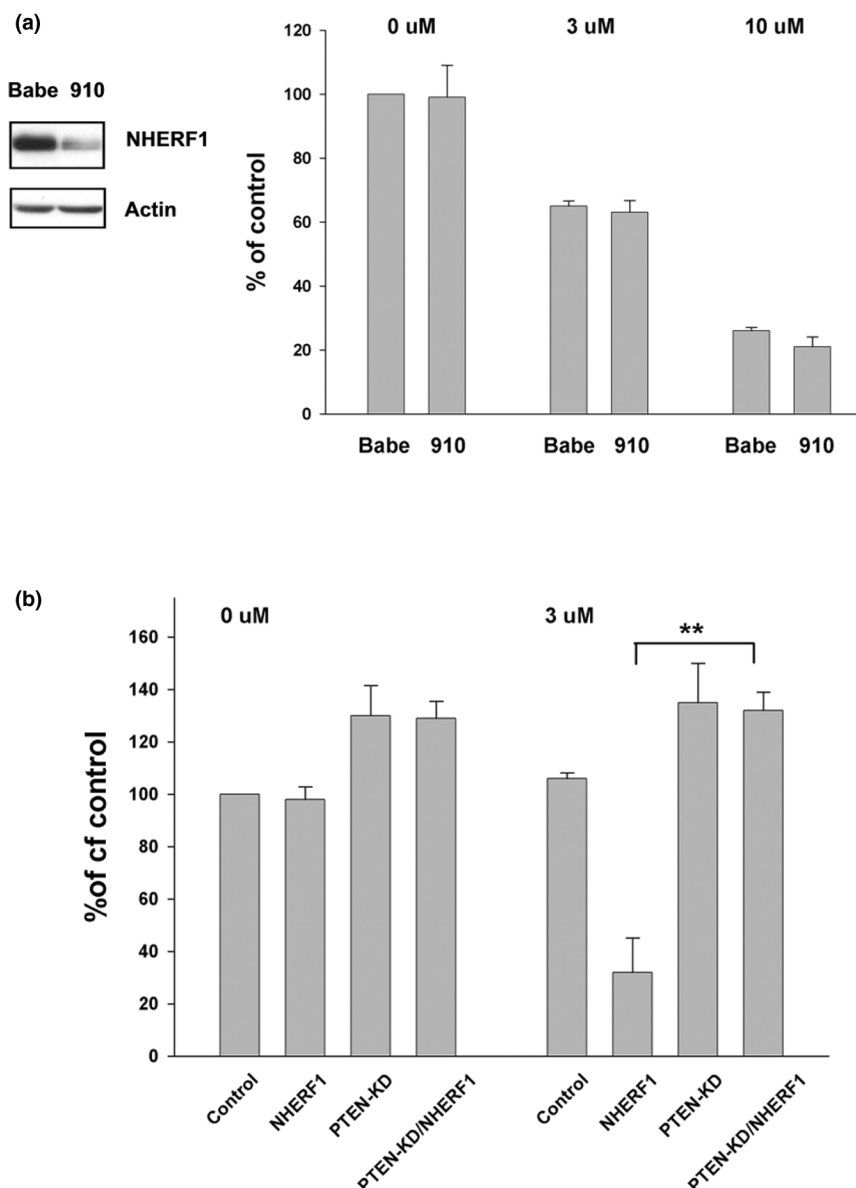 (a)
Babe 910
NHERF1
Actin
% of control
120
100
80
60
40
20
0
0 uM
3 uM
10 uM
Babe 910
Babe 910
Babe 910
(b)
%of cf control
160
140
120
100
80
60
40
20
0
0 uM
3 uM
**
Control
NHERF1
PTEN-KD
PTEN-KD/NHERF1
Control
NHERF1
PTEN-KD
PTEN-KD/NHERF1